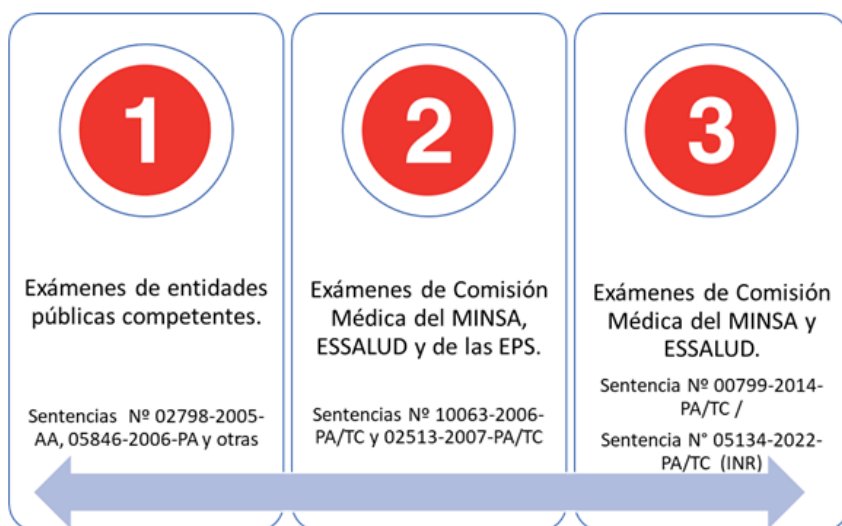 1
Exámenes de entidades
públicas competentes.
Sentencias Nº 02798-2005-
AA, 05846-2006-PA y otras
2
Exámenes de Comisión
Médica del MINSA,
ESSALUD y de las EPS.
Sentencias Nº 10063-2006-
PA/TC y 02513-2007-PA/TC
3
Exámenes de Comisión
Médica del MINSA y
ESSALUD.
Sentencia Nº 00799-2014-
PA/TC /
Sentencia N° 05134-2022-
PA/TC (INR)